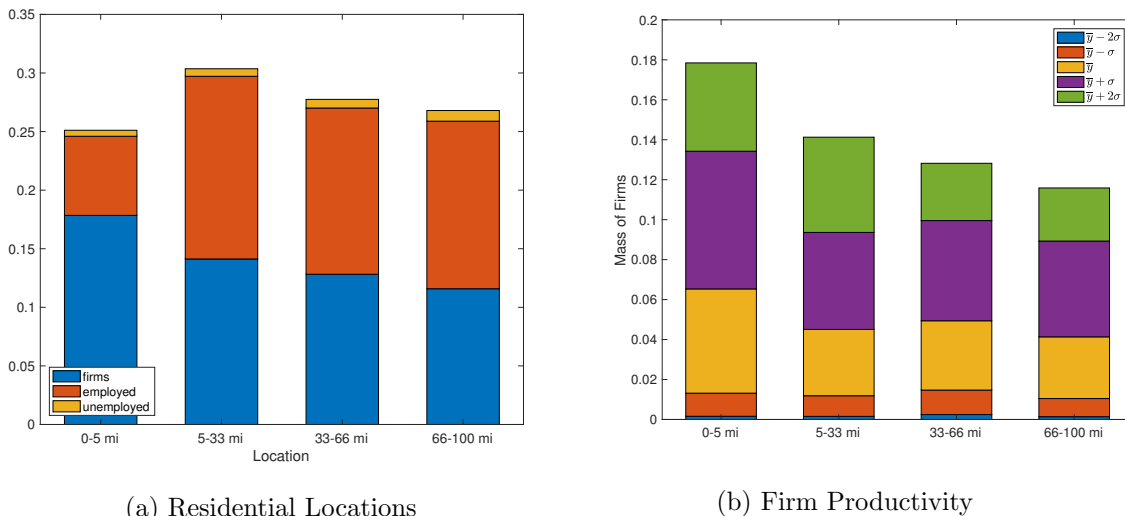 0.35
0.3
0.25
0.2
0.15
0.1
0.05
0
firms
employed
unemployed
0-5 mi
5-33 mi
33-66 mi
66-100 mi
Location
(a) Residential Locations
0.2
0.18
0.16
0.14
0.12
0.1
0.08
0.06
0.04
0.02
0
Mass of Firms
y̅ − 2σ
y̅ − σ
y̅
y̅ + σ
y̅ + 2σ
0-5 mi
5-33 mi
33-66 mi
66-100 mi
(b) Firm Productivity